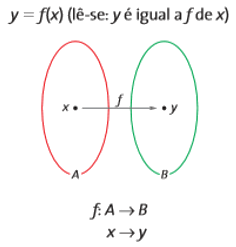 y = f(x) (lê-se: y é igual a f de x)
f
x
y
A
B
f: A → B
x → y